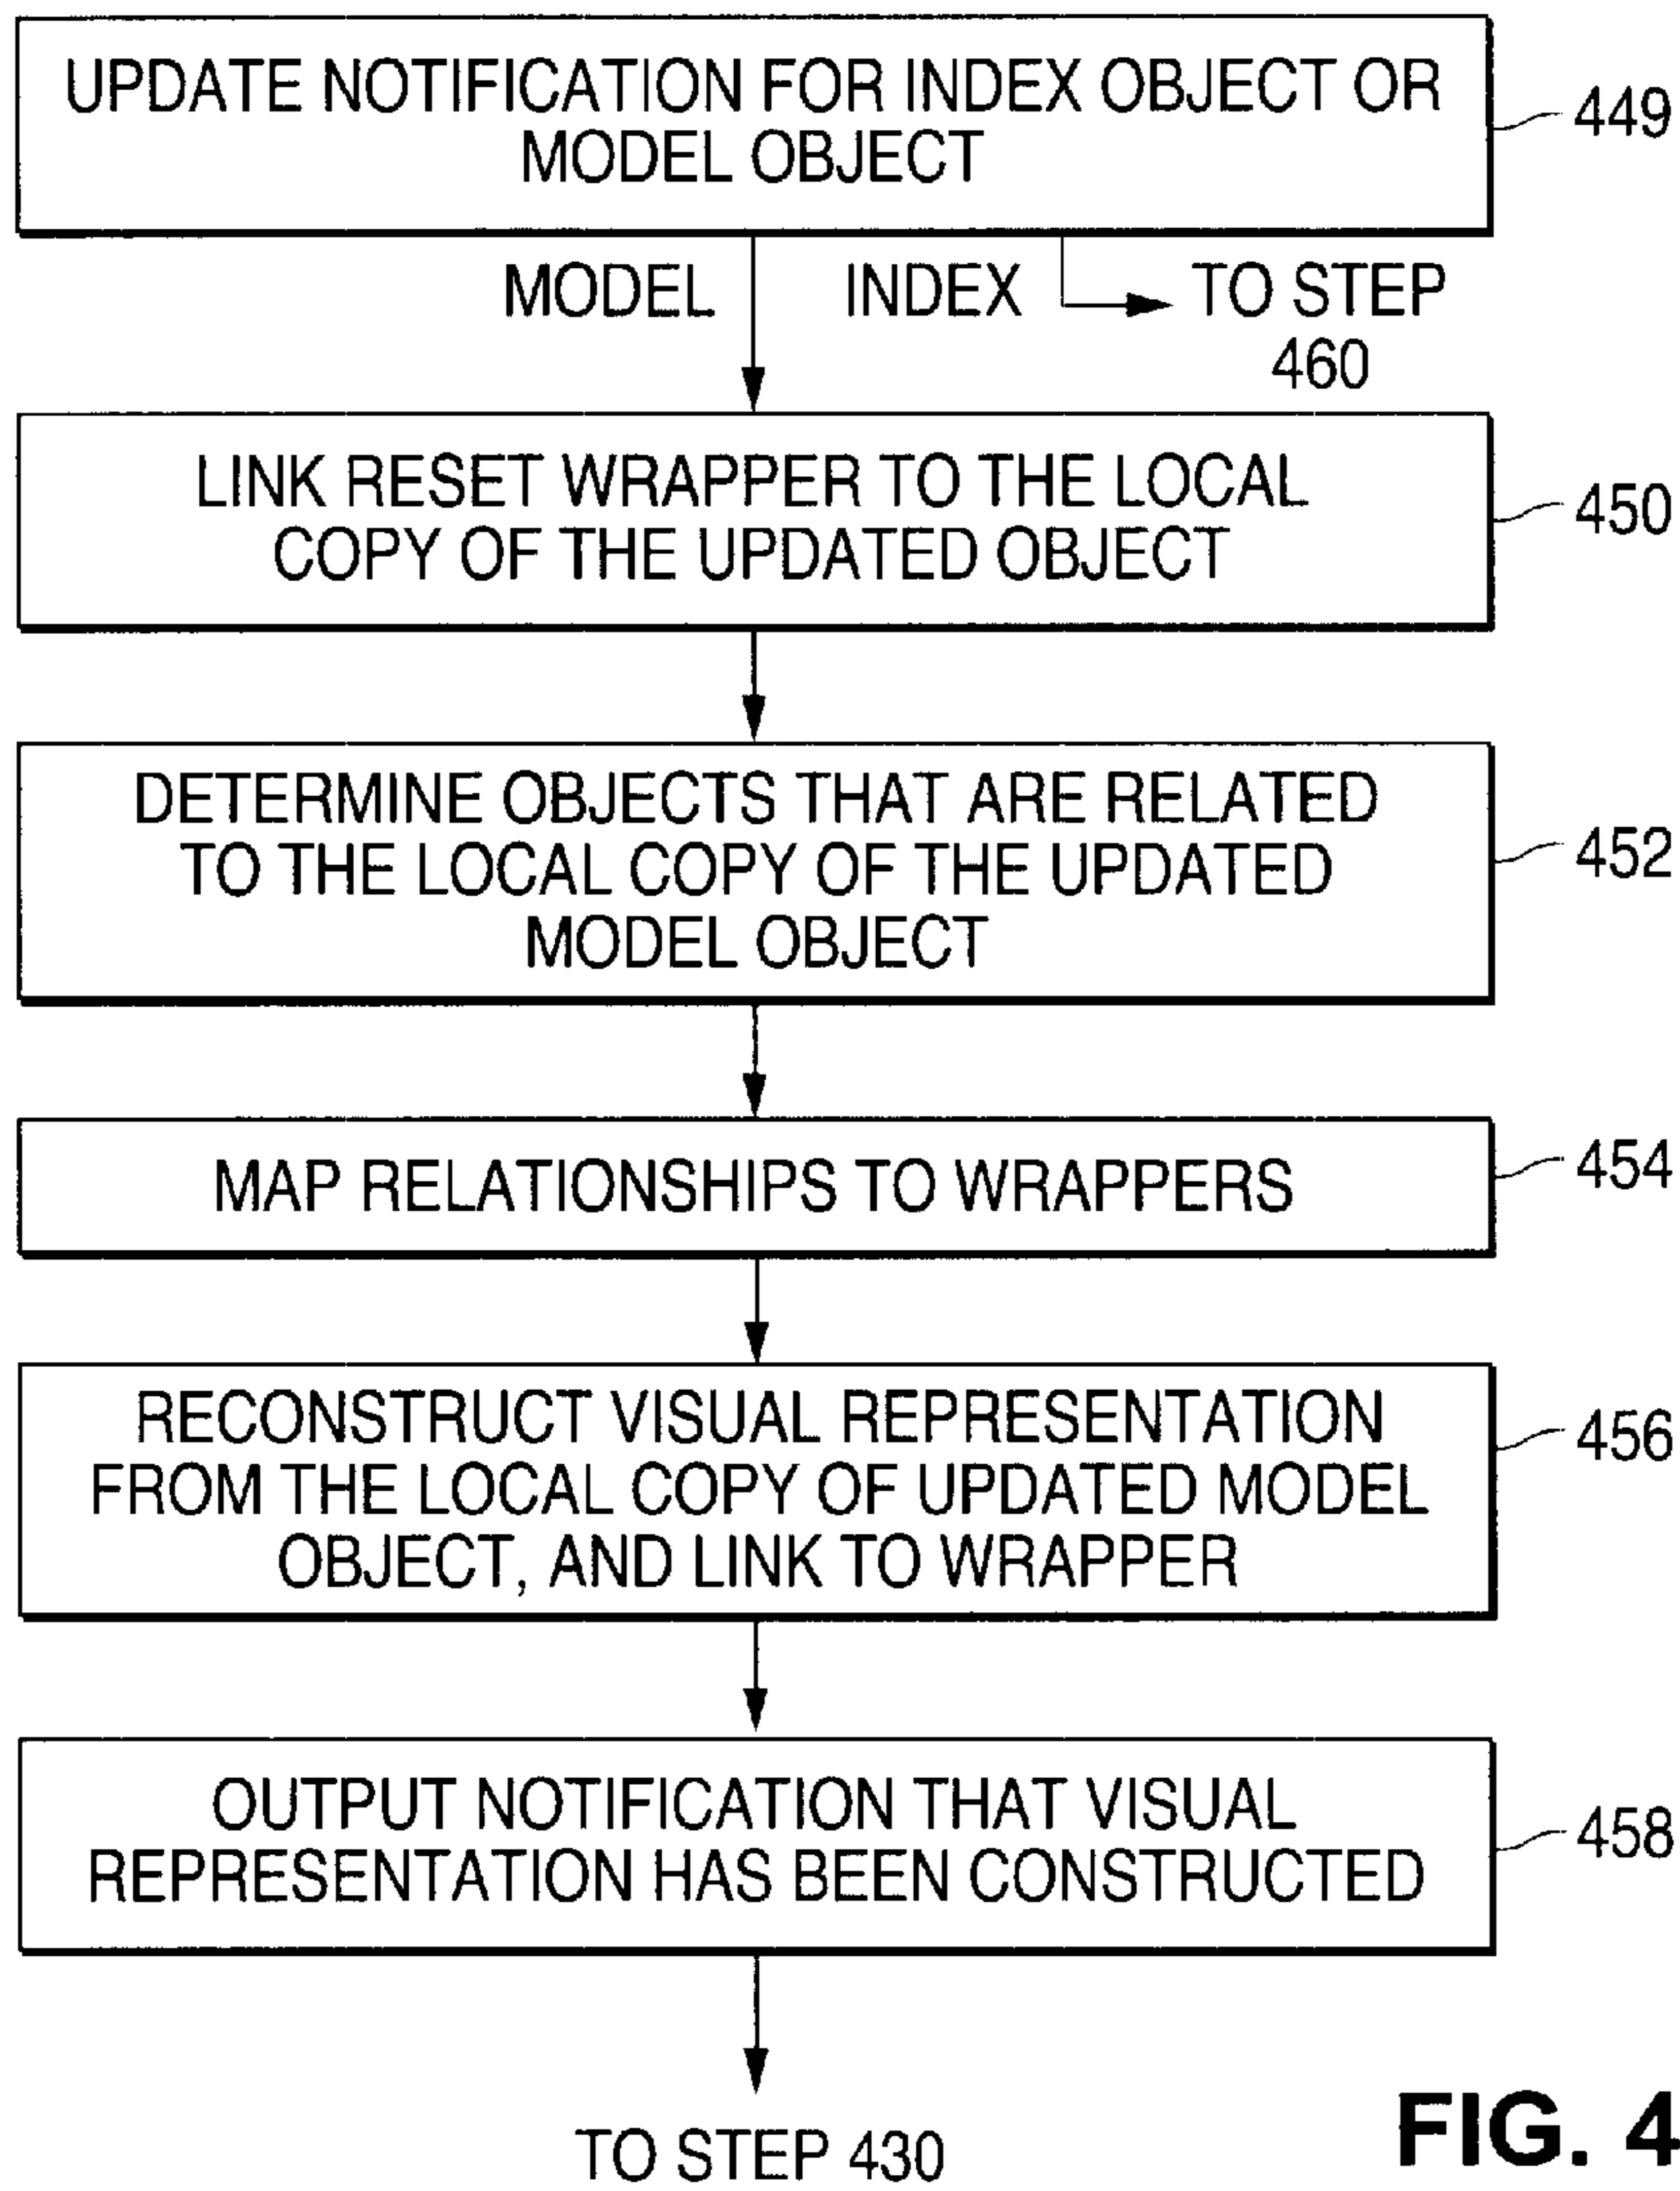 UPDATE NOTIFICATION FOR INDEX OBJECT OR
MODEL OBJECT
449
MODEL
INDEX
TO STEP
460
LINK RESET WRAPPER TO THE LOCAL
COPY OF THE UPDATED OBJECT
450
DETERMINE OBJECTS THAT ARE RELATED
TO THE LOCAL COPY OF THE UPDATED
MODEL OBJECT
452
MAP RELATIONSHIPS TO WRAPPERS
454
RECONSTRUCT VISUAL REPRESENTATION
FROM THE LOCAL COPY OF UPDATED MODEL
OBJECT, AND LINK TO WRAPPER
456
OUTPUT NOTIFICATION THAT VISUAL
REPRESENTATION HAS BEEN CONSTRUCTED
458
TO STEP 430
FIG. 4